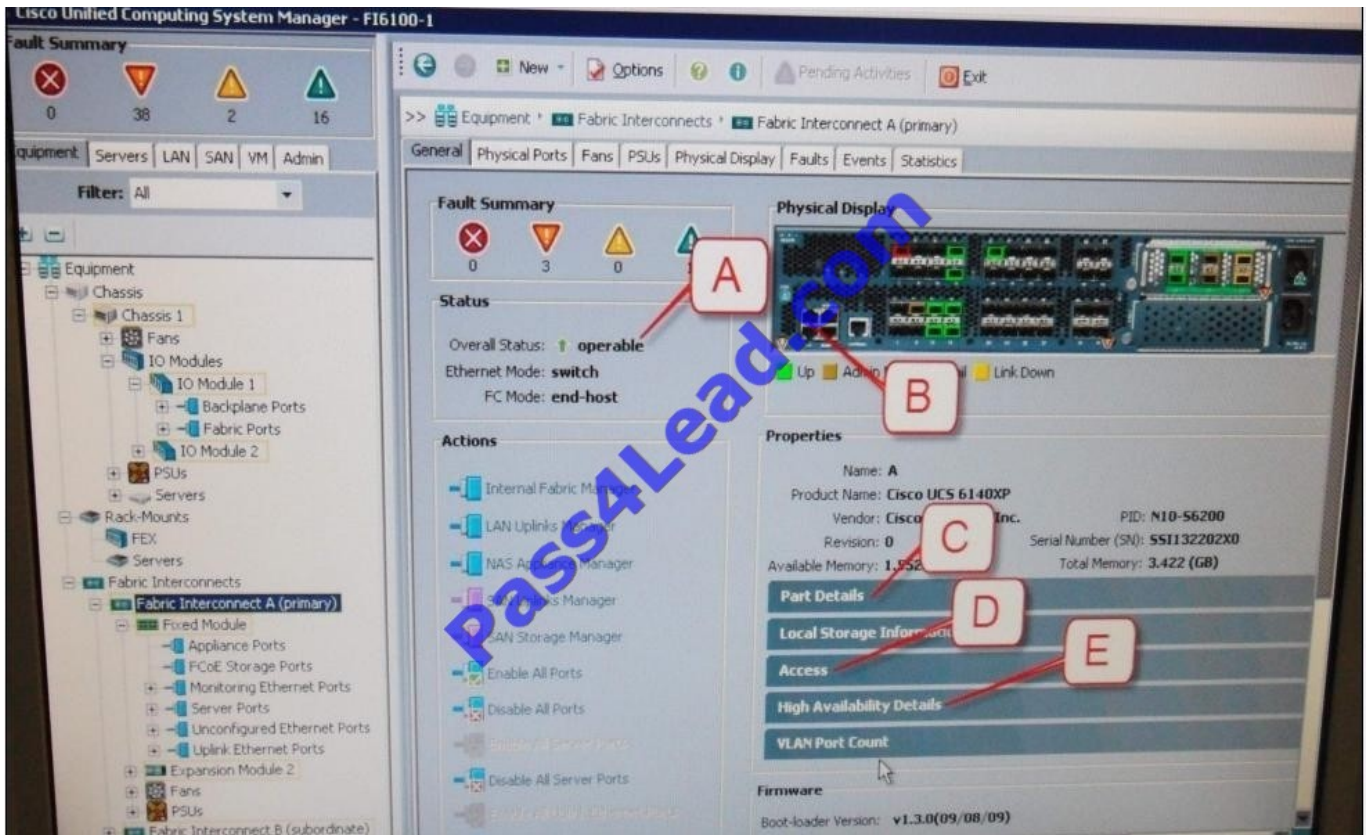 Cisco Unified Computing System Manager - FI6100-1
Fault Summary
0 38 2 16
Equipment Servers LAN SAN VM Admin
Filter: All
Equipment
Chassis
Chassis 1
Fans
IO Modules
IO Module 1
Backplane Ports
Fabric Ports
IO Module 2
PSUs
Servers
Rack-Mounts
FEX
Servers
Fabric Interconnects
Fabric Interconnect A (primary)
Fixed Module
Appliance Ports
FCoE Storage Ports
Monitoring Ethernet Ports
Server Ports
Unconfigured Ethernet Ports
Uplink Ethernet Ports
Expansion Module 2
Fans
PSUs
Fabric Interconnect B (subordinate)
New Options Pending Activities Exit
>> Equipment Fabric Interconnects Fabric Interconnect A (primary)
General Physical Ports Fans PSUs Physical Display Faults Events Statistics
Fault Summary
0 3 0
Status
Overall Status: operable
Ethernet Mode: switch
FC Mode: end-host
Actions
Internal Fabric Manager
LAN Uplinks Manager
NAS Appliance Manager
SAN Uplinks Manager
SAN Storage Manager
Enable All Ports
Disable All Ports
Disable All Server Ports
Physical Display
Up Admin Link Down
Properties
Name: A
Product Name: Cisco UCS 6140XP
Vendor: Cisco Inc. PID: N10-S6200
Revision: 0 Serial Number (SN): SSI132202X0
Available Memory: 1.552 Total Memory: 3.422 (GB)
Part Details
Local Storage Information
Access
High Availability Details
VLAN Port Count
Firmware
Boot-loader Version: v1.3.0(09/08/09)
A
B
C
D
E
Pass4Lead.com